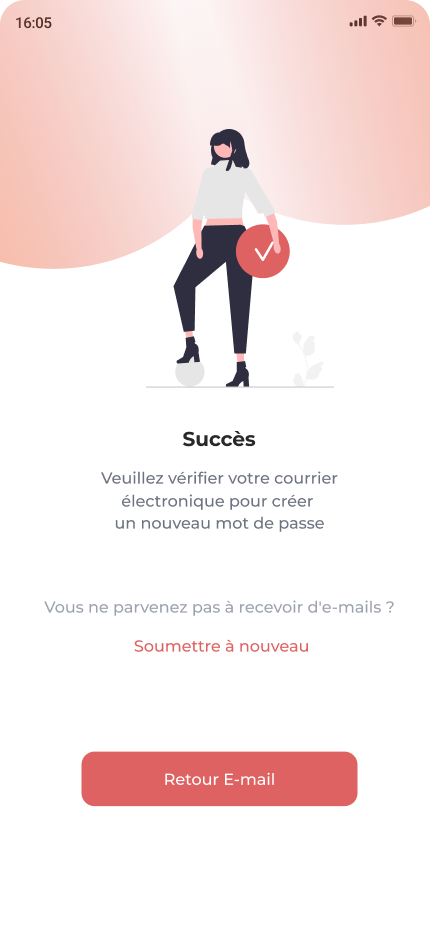 16:05
Succès
Veuillez vérifier votre courrier
électronique pour créer
un nouveau mot de passe
Vous ne parvenez pas à recevoir d'e-mails ?
Soumettre à nouveau
Retour E-mail